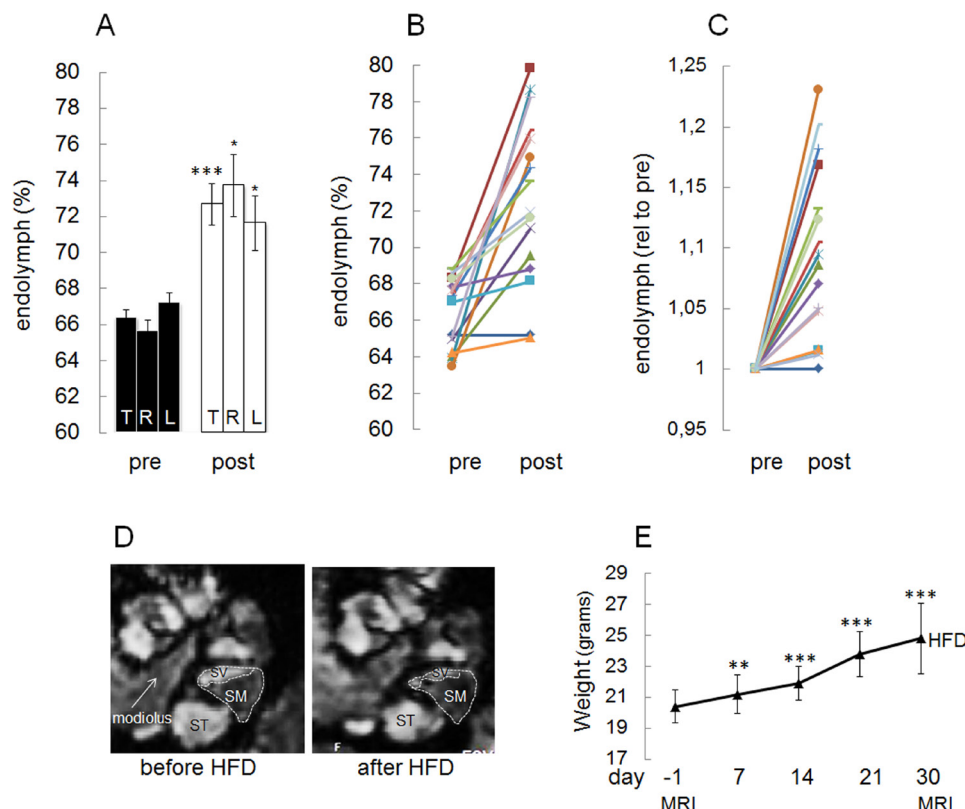 A
endolymph (%)
80
78
76
74
72
70
68
66
64
62
60
***
*
*
T R L
T R L
pre post
B
endolymph (%)
80
78
76
74
72
70
68
66
64
62
60
pre post
C
endolymph (rel to pre)
1,25
1,2
1,15
1,1
1,05
1
0,95
pre post
D
SV
SM
ST
modiolus
before HFD
SV
SM
ST
F
after HFD
E
Weight (grams)
29
27
25
23
21
19
17
**
***
***
***
HFD
day -1 7 14 21 30
MRI MRI